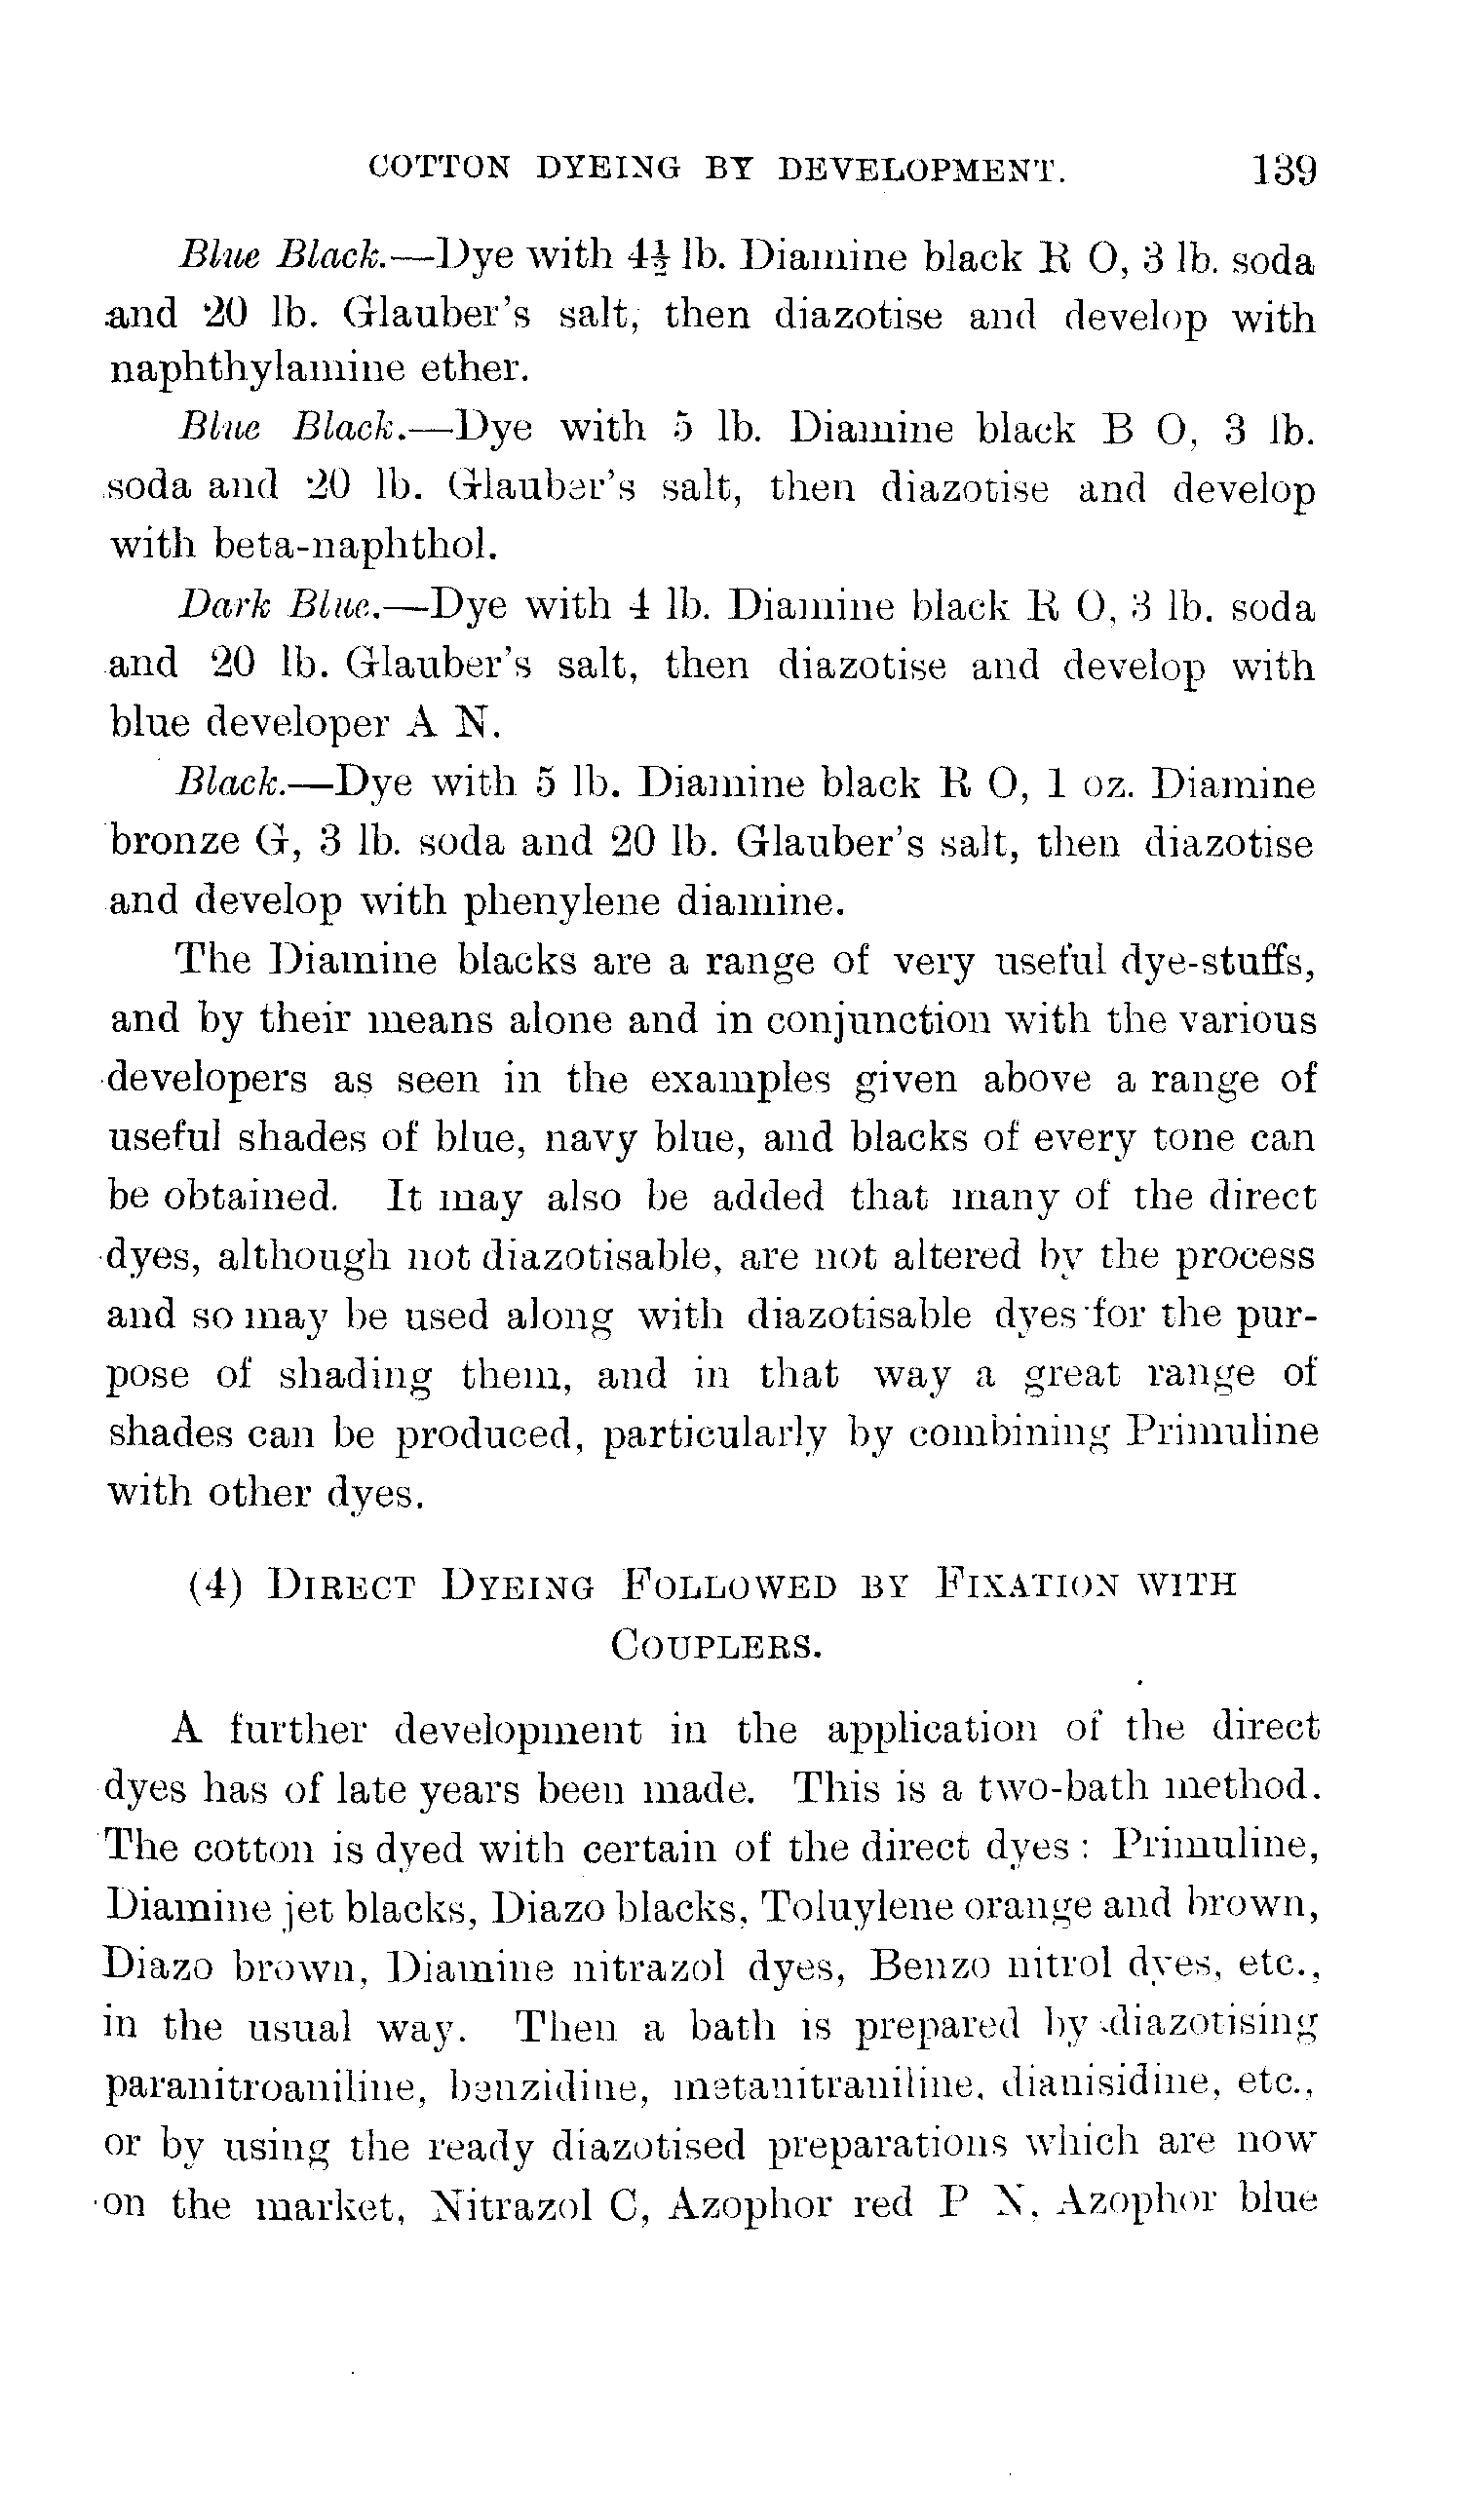 COTTON DYEING BY DEVELOPMENT. 139
Blue Black.—Dye with 4½ lb. Diamine black R O, 3 lb. soda
and 20 lb. Glauber's salt, then diazotise and develop with
naphthylamine ether.
Blue Black.—Dye with 5 lb. Diamine black B O, 3 lb.
soda and 20 lb. Glauber's salt, then diazotise and develop
with beta-naphthol.
Dark Blue.—Dye with 4 lb. Diamine black R O, 3 lb. soda
and 20 lb. Glauber's salt, then diazotise and develop with
blue developer A N.
Black.—Dye with 5 lb. Diamine black R O, 1 oz. Diamine
bronze G, 3 lb. soda and 20 lb. Glauber's salt, then diazotise
and develop with phenylene diamine.
The Diamine blacks are a range of very useful dye-stuffs,
and by their means alone and in conjunction with the various
developers as seen in the examples given above a range of
useful shades of blue, navy blue, and blacks of every tone can
be obtained. It may also be added that many of the direct
dyes, although not diazotisable, are not altered by the process
and so may be used along with diazotisable dyes for the pur-
pose of shading them, and in that way a great range of
shades can be produced, particularly by combining Primuline
with other dyes.
(4) DIRECT DYEING FOLLOWED BY FIXATION WITH
COUPLERS.
A further development in the application of the direct
dyes has of late years been made. This is a two-bath method.
The cotton is dyed with certain of the direct dyes : Primuline,
Diamine jet blacks, Diazo blacks, Toluylene orange and brown,
Diazo brown, Diamine nitrazol dyes, Benzo nitrol dyes, etc.,
in the usual way. Then a bath is prepared by diazotising
paranitroaniline, benzidine, metanitraniline, dianisidine, etc.,
or by using the ready diazotised preparations which are now
on the market, Nitrazol C, Azophor red P N, Azophor blue